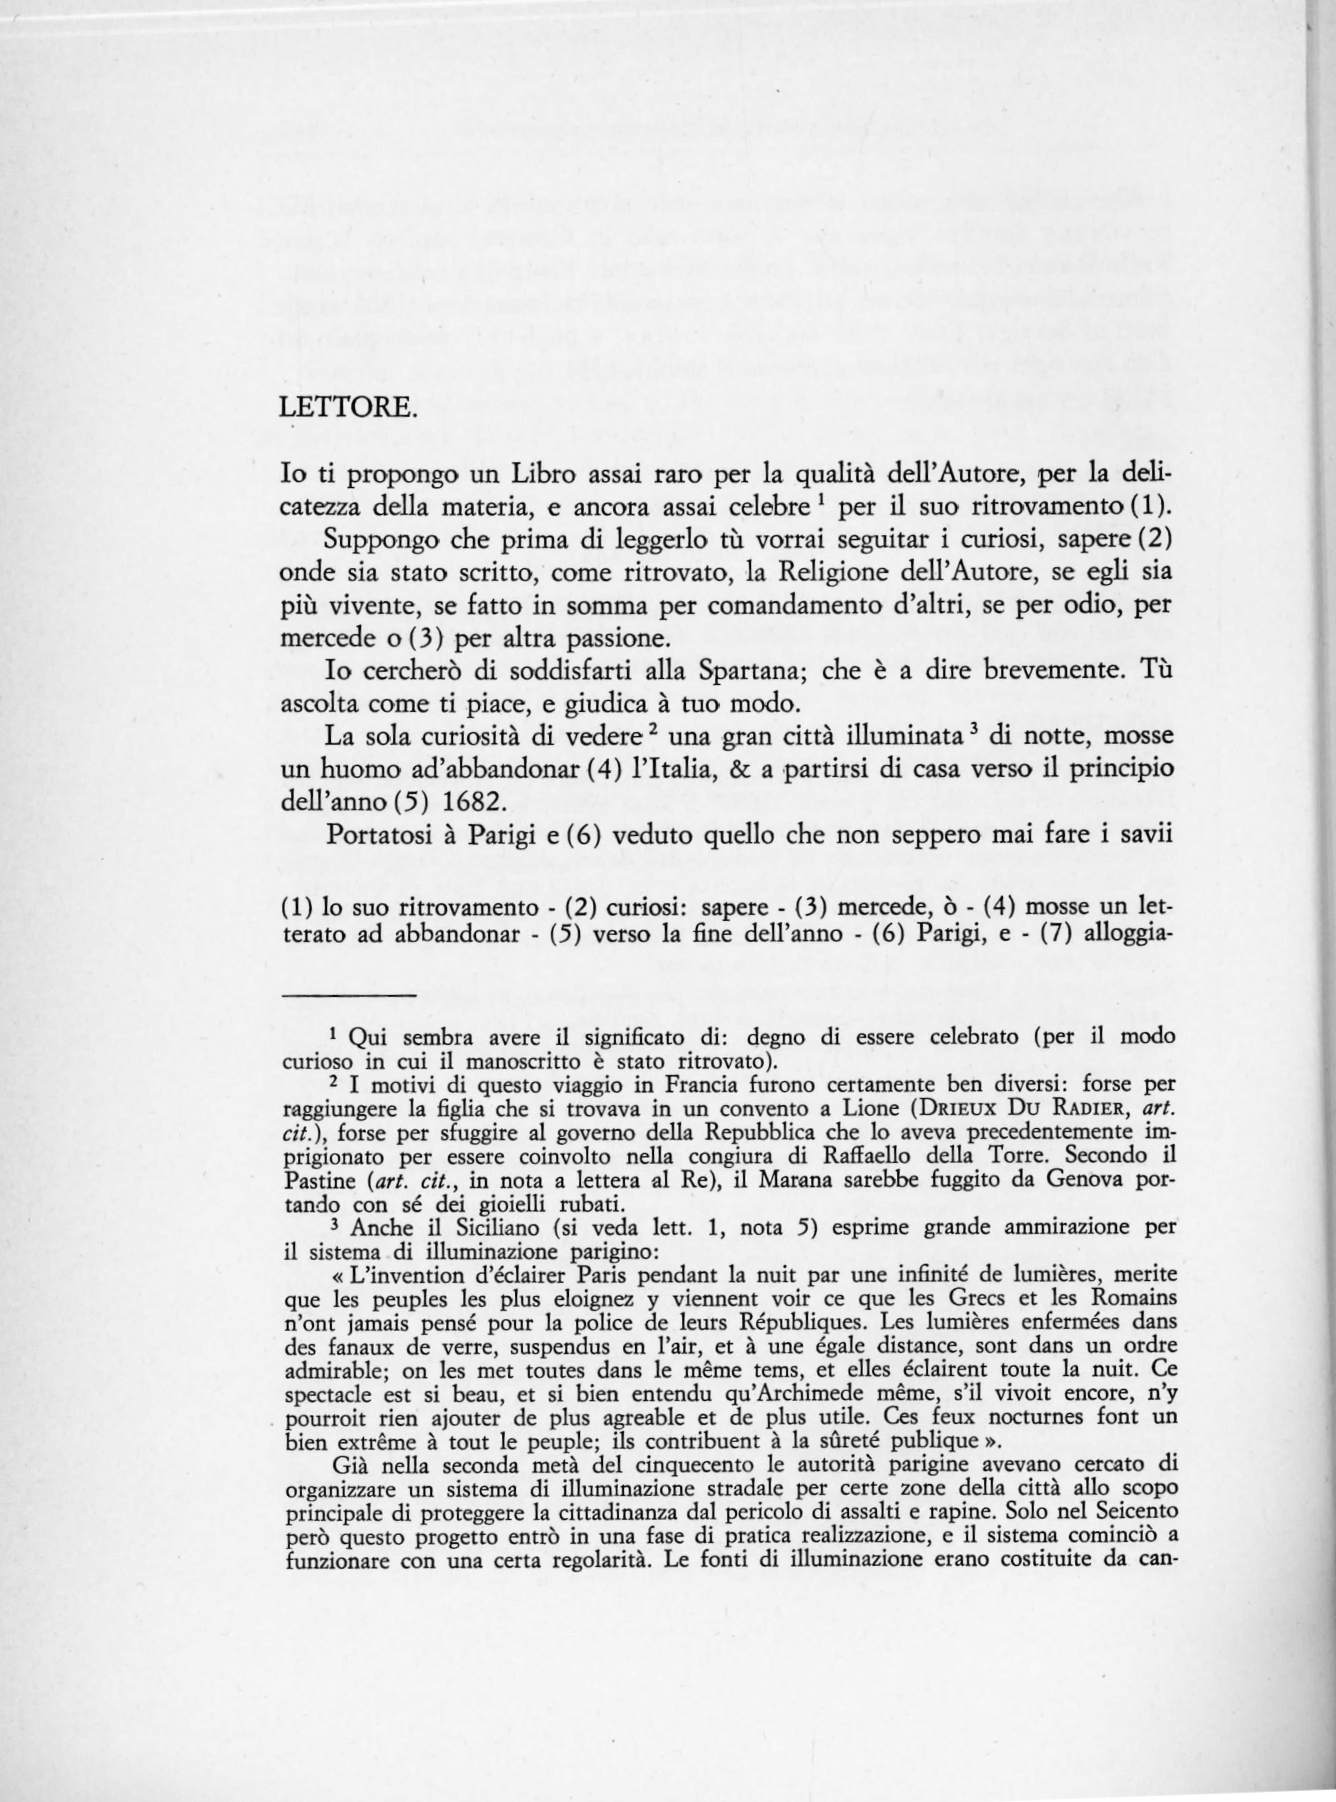 LETTORE.
Io ti propongo un Libro assai raro per la qualità dell'Autore, per la deli-
catezza della materia, e ancora assai celebre ¹ per il suo ritrovamento (1).
Suppongo che prima di leggerlo tù vorrai seguitar i curiosi, sapere (2)
onde sia stato scritto, come ritrovato, la Religione dell'Autore, se egli sia
più vivente, se fatto in somma per comandamento d'altri, se per odio, per
mercede o (3) per altra passione.
Io cercherò di soddisfarti alla Spartana; che è a dire brevemente. Tù
ascolta come ti piace, e giudica à tuo modo.
La sola curiosità di vedere ² una gran città illuminata ³ di notte, mosse
un huomo ad'abbandonar (4) l'Italia, & a partirsi di casa verso il principio
dell'anno (5) 1682.
Portatosi à Parigi e (6) veduto quello che non seppero mai fare i savii
(1) lo suo ritrovamento - (2) curiosi: sapere - (3) mercede, ò - (4) mosse un let-
terato ad abbandonar - (5) verso la fine dell'anno - (6) Parigi, e - (7) alloggia-
¹ Qui sembra avere il significato di: degno di essere celebrato (per il modo
curioso in cui il manoscritto è stato ritrovato).
² I motivi di questo viaggio in Francia furono certamente ben diversi: forse per
raggiungere la figlia che si trovava in un convento a Lione (DRIEUX DU RADIER, art.
cit.), forse per sfuggire al governo della Repubblica che lo aveva precedentemente im-
prigionato per essere coinvolto nella congiura di Raffaello della Torre. Secondo il
Pastine (art. cit., in nota a lettera al Re), il Marana sarebbe fuggito da Genova por-
tando con sé dei gioielli rubati.
³ Anche il Siciliano (si veda lett. 1, nota 5) esprime grande ammirazione per
il sistema di illuminazione parigino:
« L'invention d'éclairer Paris pendant la nuit par une infinité de lumières, merite
que les peuples les plus eloignez y viennent voir ce que les Grecs et les Romains
n'ont jamais pensé pour la police de leurs Républiques. Les lumières enfermées dans
des fanaux de verre, suspendus en l'air, et à une égale distance, sont dans un ordre
admirable; on les met toutes dans le même tems, et elles éclairent toute la nuit. Ce
spectacle est si beau, et si bien entendu qu'Archimede même, s'il vivoit encore, n'y
pourroit rien ajouter de plus agreable et de plus utile. Ces feux nocturnes font un
bien extrême à tout le peuple; ils contribuent à la sûreté publique ».
Già nella seconda metà del cinquecento le autorità parigine avevano cercato di
organizzare un sistema di illuminazione stradale per certe zone della città allo scopo
principale di proteggere la cittadinanza dal pericolo di assalti e rapine. Solo nel Seicento
però questo progetto entrò in una fase di pratica realizzazione, e il sistema cominciò a
funzionare con una certa regolarità. Le fonti di illuminazione erano costituite da can-